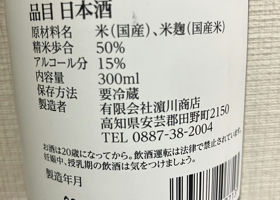 品目 日本酒
原材料名 米(国産)、米麹(国産米)
精米歩合 50%
アルコール分 15%
内容量 300ml
保存方法 要冷蔵
製造者 有限会社濵川商店
高知県安芸郡田野町2150
TEL 0887-38-2004
お酒は20歳になってから。飲酒運転は法律で禁止されています。
妊娠中、授乳期の飲酒は気をつけましょう。
製造年月